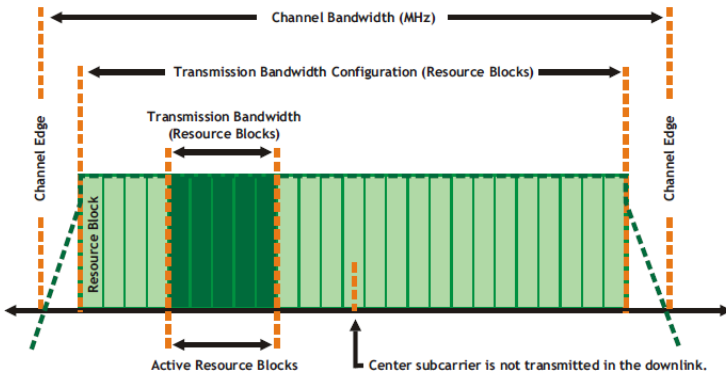 Channel Bandwidth (MHz)
Transmission Bandwidth Configuration (Resource Blocks)
Transmission Bandwidth
(Resource Blocks)
Channel Edge
Channel Edge
Resource Block
Active Resource Blocks
Center subcarrier is not transmitted in the downlink.